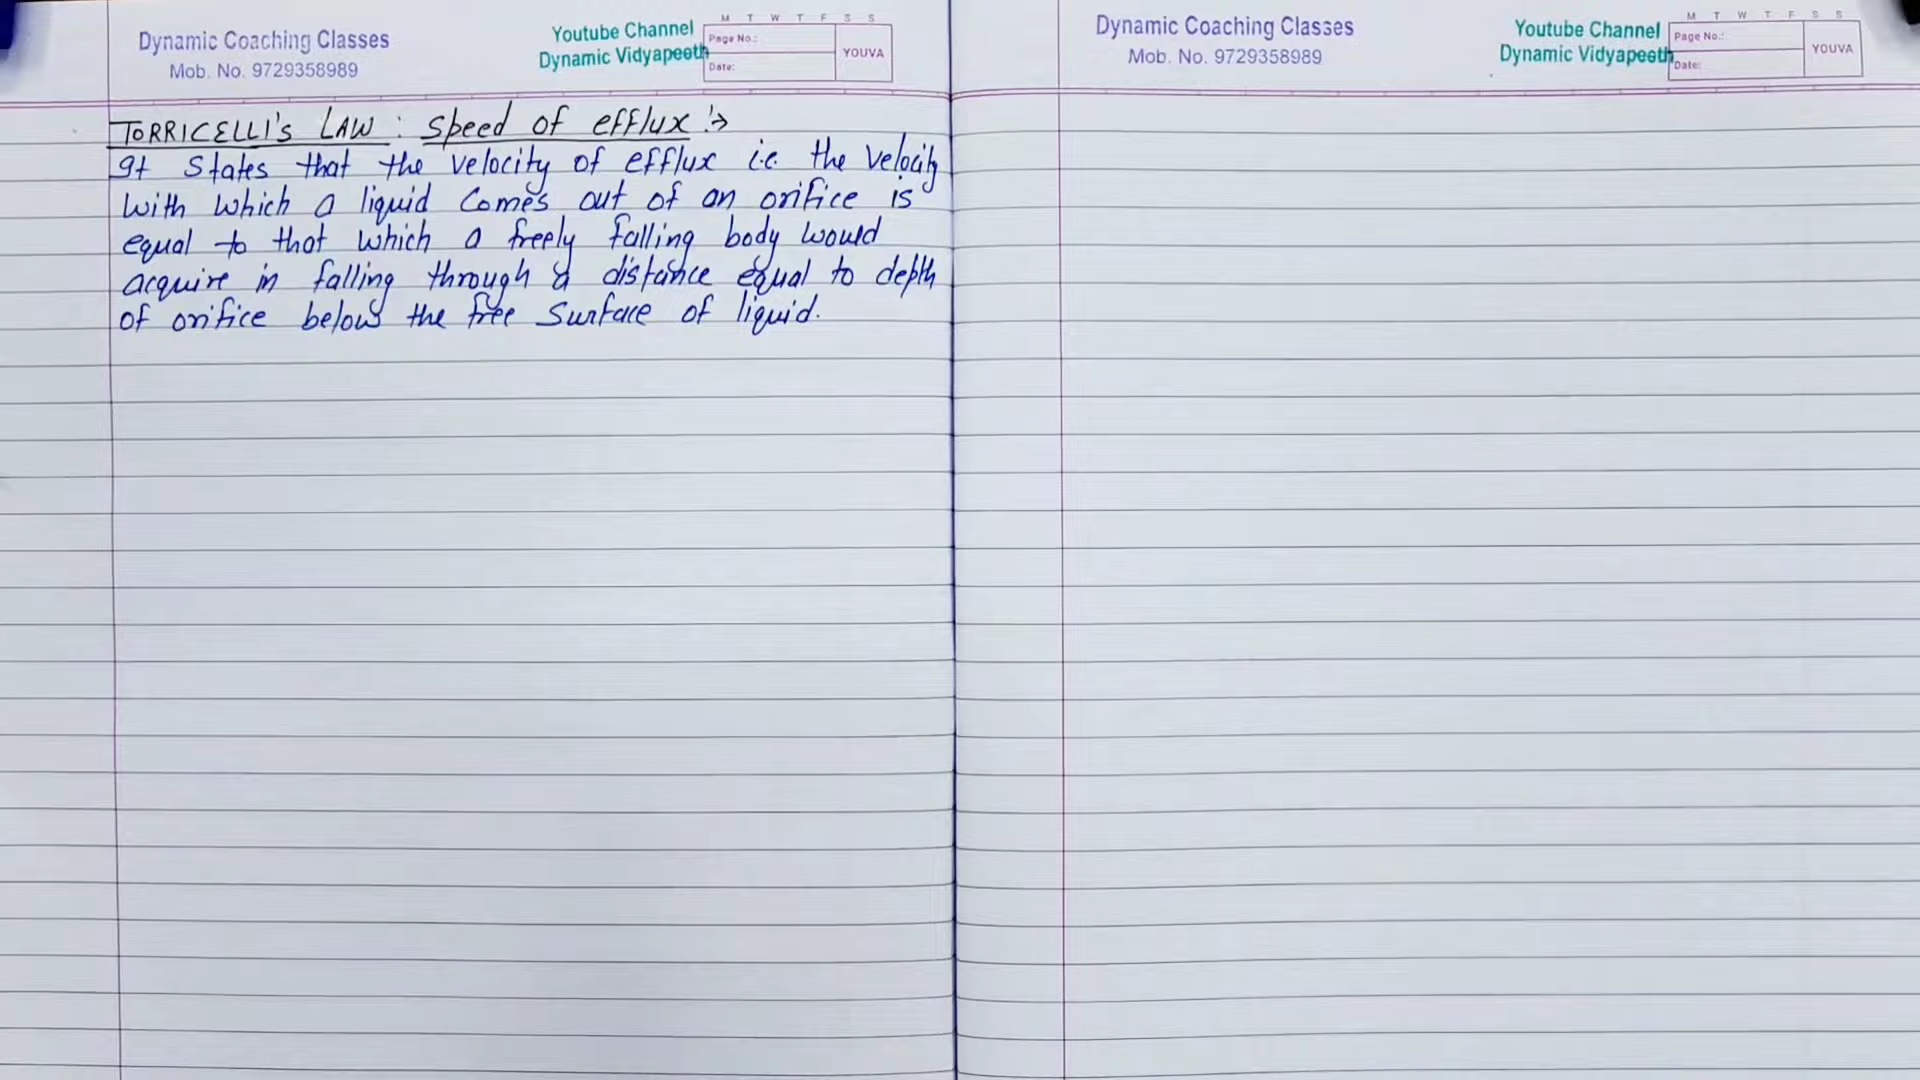 Dynamic Coaching Classes
Mob. No. 9729358989
Youtube Channel
Dynamic Vidyapeeth
M T W T F S S
Page No.:
Date:
YOUVA
TORRICELLI's LAW : Speed of efflux :→
It States that the velocity of efflux i.e. the velocity
with which a liquid comes out of an orifice is
equal to that which a freely falling body would
acquire in falling through a distance equal to depth
of orifice below the free surface of liquid.
Dynamic Coaching Classes
Mob. No. 9729358989
Youtube Channel
Dynamic Vidyapeeth
M T W T F S S
Page No.:
Date:
YOUVA